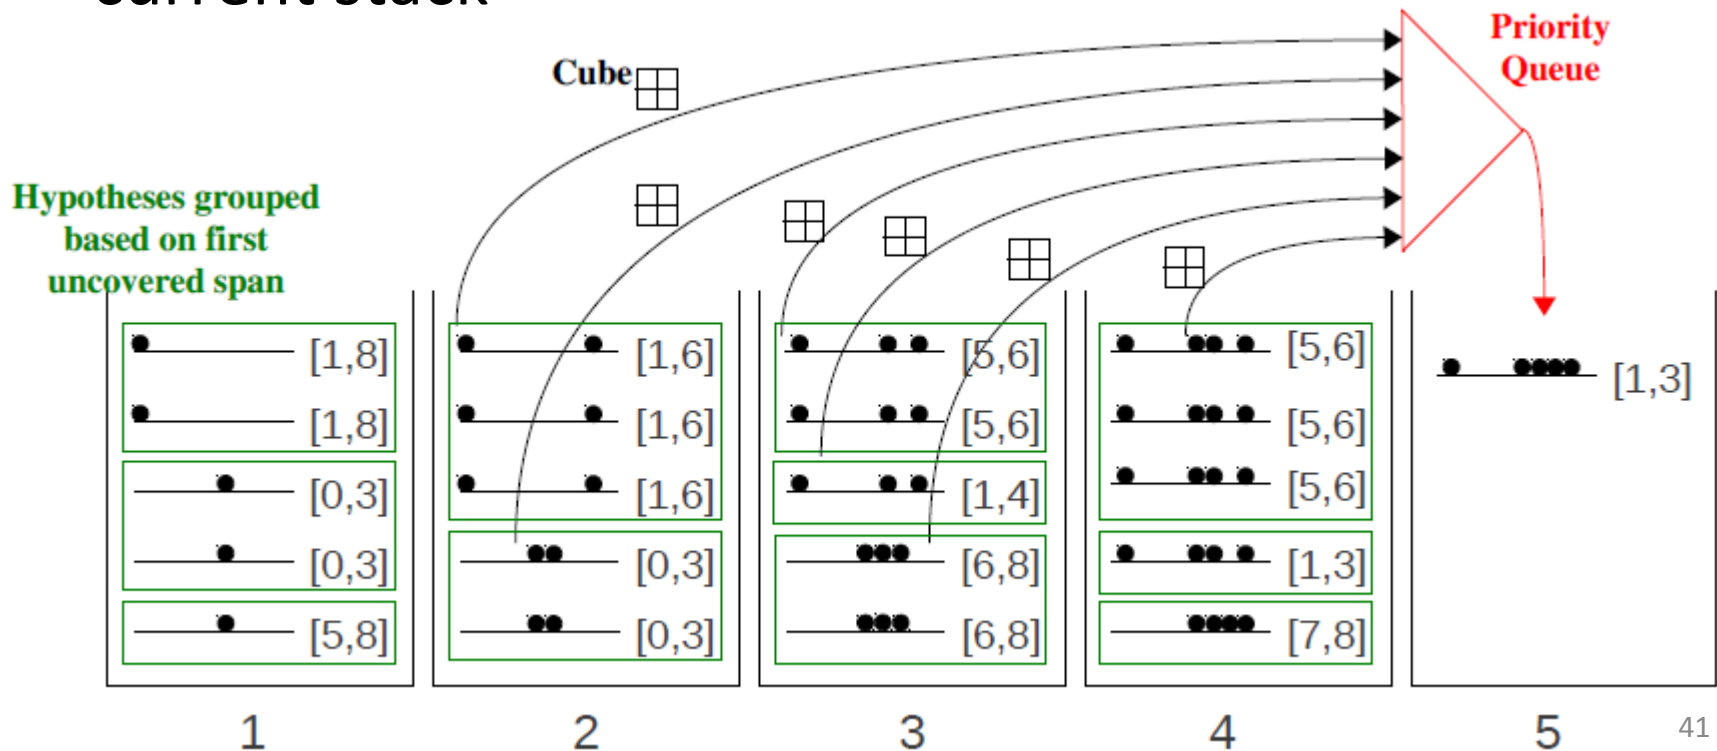 current stack
Priority
Queue
Cube
Hypotheses grouped
based on first
uncovered span
[1,8]
[1,8]
[0,3]
[0,3]
[5,8]
[1,6]
[1,6]
[1,6]
[0,3]
[0,3]
[5,6]
[5,6]
[1,4]
[6,8]
[6,8]
[5,6]
[5,6]
[5,6]
[1,3]
[7,8]
[1,3]
1 2 3 4 5
41